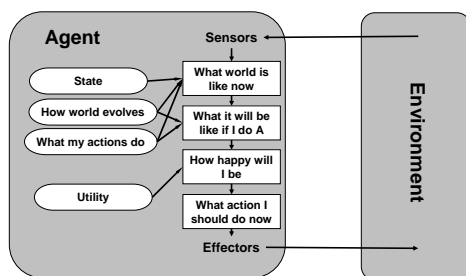 Agent
Sensors
State
What world is
like now
How world evolves
What it will be
like if I do A
What my actions do
How happy will
I be
Utility
What action I
should do now
Effectors
Environment